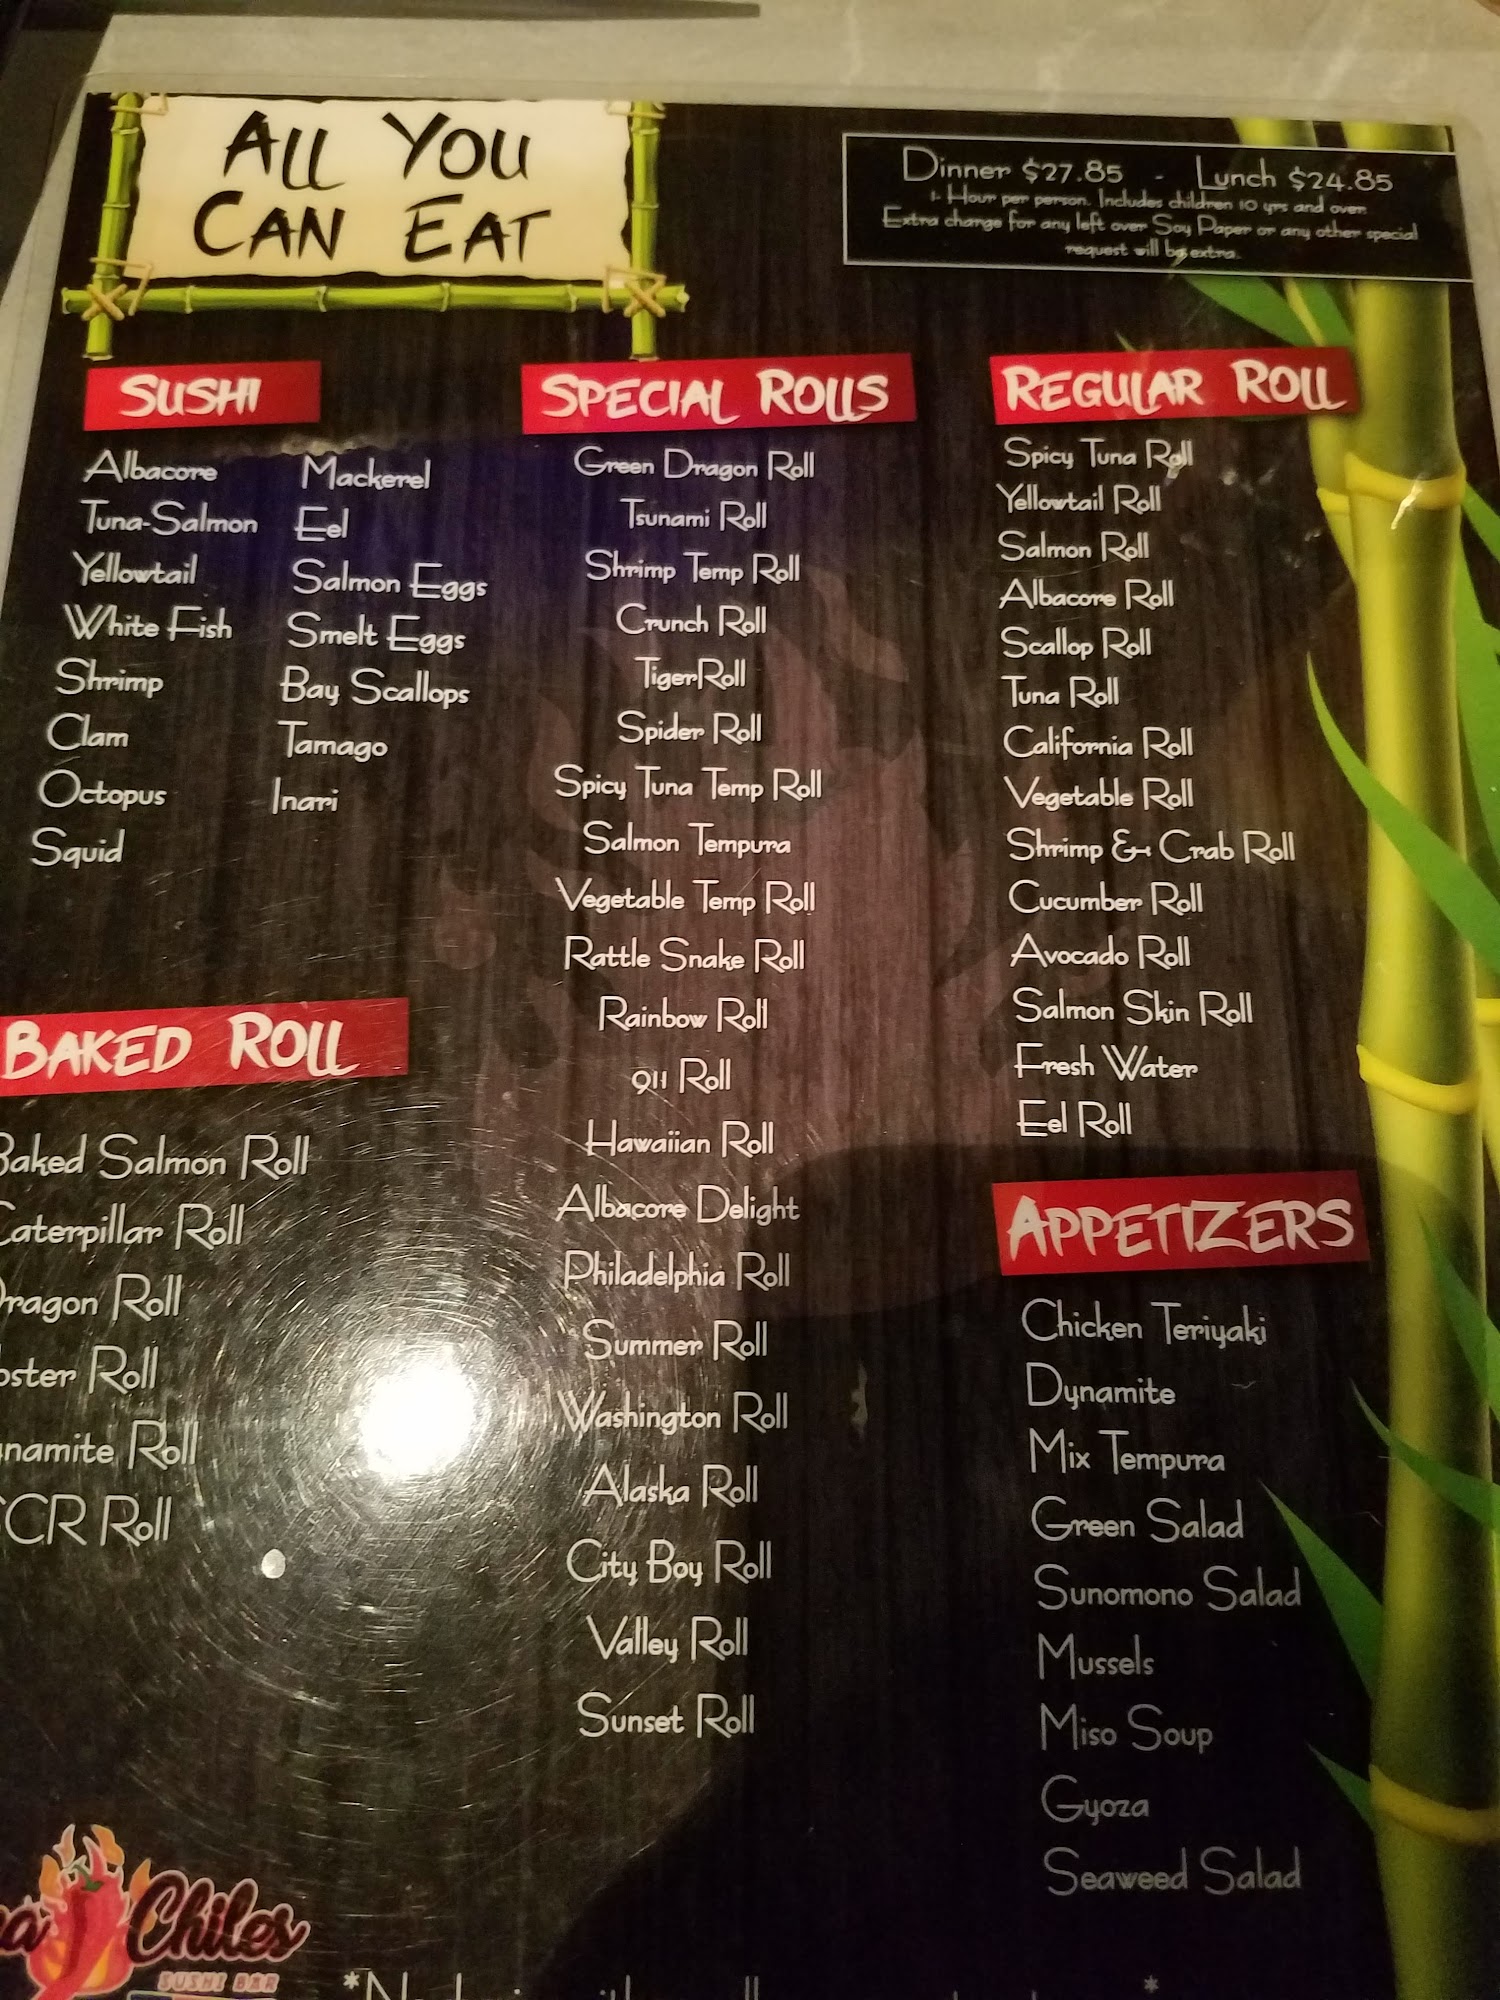 All You
Can Eat
Dinner $27.85 - Lunch $24.85
1- Hour per person. Includes children 10 yrs and over.
Extra charge for any left over Soy Paper or any other special
request will be extra.
Sushi
Albacore
Tuna-Salmon
Yellowtail
White Fish
Shrimp
Clam
Octopus
Squid
Mackerel
Eel
Salmon Eggs
Smelt Eggs
Bay Scallops
Tamago
Inari
Baked Roll
Baked Salmon Roll
Caterpillar Roll
Dragon Roll
Roll
Roll
Roll
Special Rolls
Green Dragon Roll
Tsunami Roll
Shrimp Temp Roll
Crunch Roll
TigerRoll
Spider Roll
Spicy Tuna Temp Roll
Salmon Tempura
Vegetable Temp Roll
Rattle Snake Roll
Rainbow Roll
911 Roll
Hawaiian Roll
Albacore Delight
Philadelphia Roll
Summer Roll
Washington Roll
Alaska Roll
City Boy Roll
Valley Roll
Sunset Roll
Regular Roll
Spicy Tuna Roll
Yellowtail Roll
Salmon Roll
Albacore Roll
Scallop Roll
Tuna Roll
California Roll
Vegetable Roll
Shrimp & Crab Roll
Cucumber Roll
Avocado Roll
Salmon Skin Roll
Fresh Water
Eel Roll
Appetizers
Chicken Teriyaki
Dynamite
Mix Tempura
Green Salad
Sunomono Salad
Mussels
Miso Soup
Gyoza
Seaweed Salad
Chiles
SUSHI BAR